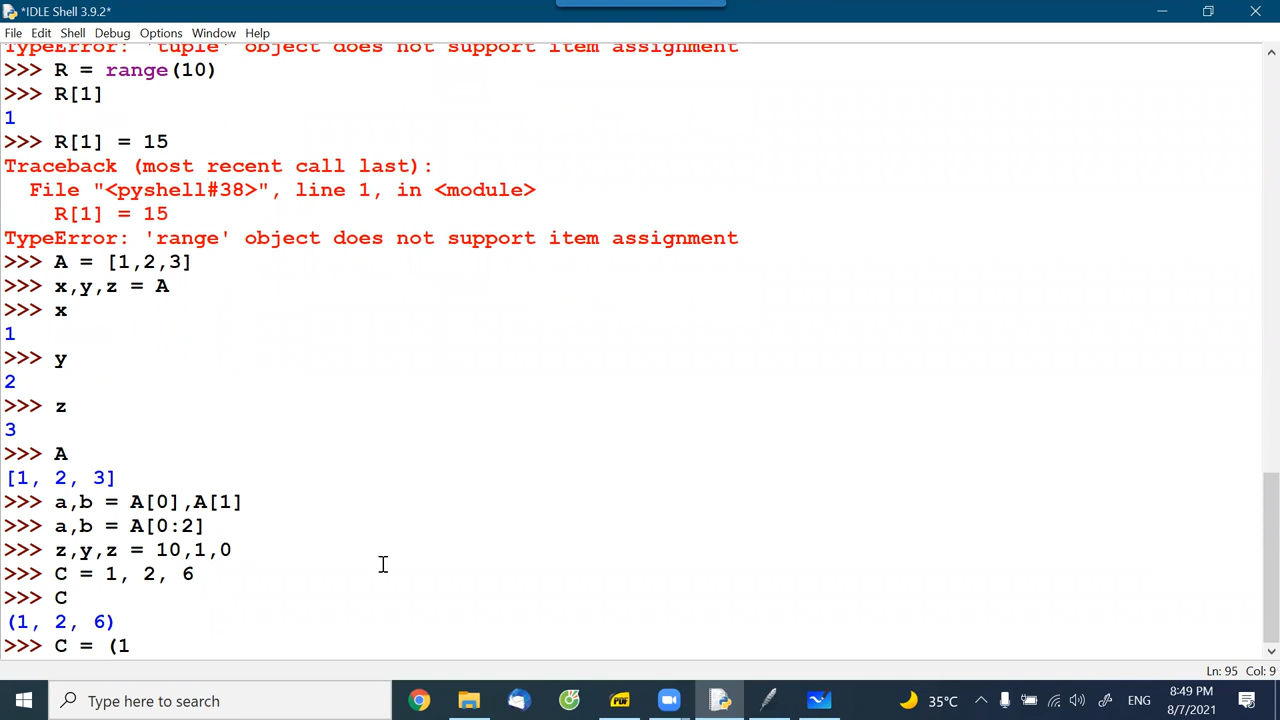 *IDLE Shell 3.9.2*
File Edit Shell Debug Options Window Help
TypeError: 'tuple' object does not support item assignment
>>> R = range(10)
>>> R[1]
1
>>> R[1] = 15
Traceback (most recent call last):
  File "<pyshell#38>", line 1, in <module>
    R[1] = 15
TypeError: 'range' object does not support item assignment
>>> A = [1,2,3]
>>> x,y,z = A
>>> x
1
>>> y
2
>>> z
3
>>> A
[1, 2, 3]
>>> a,b = A[0],A[1]
>>> a,b = A[0:2]
>>> z,y,z = 10,1,0
>>> C = 1, 2, 6
>>> C
(1, 2, 6)
>>> C = (1
Ln: 95 Col: 9
Type here to search
PDF
35°C
ENG
8:49 PM
8/7/2021